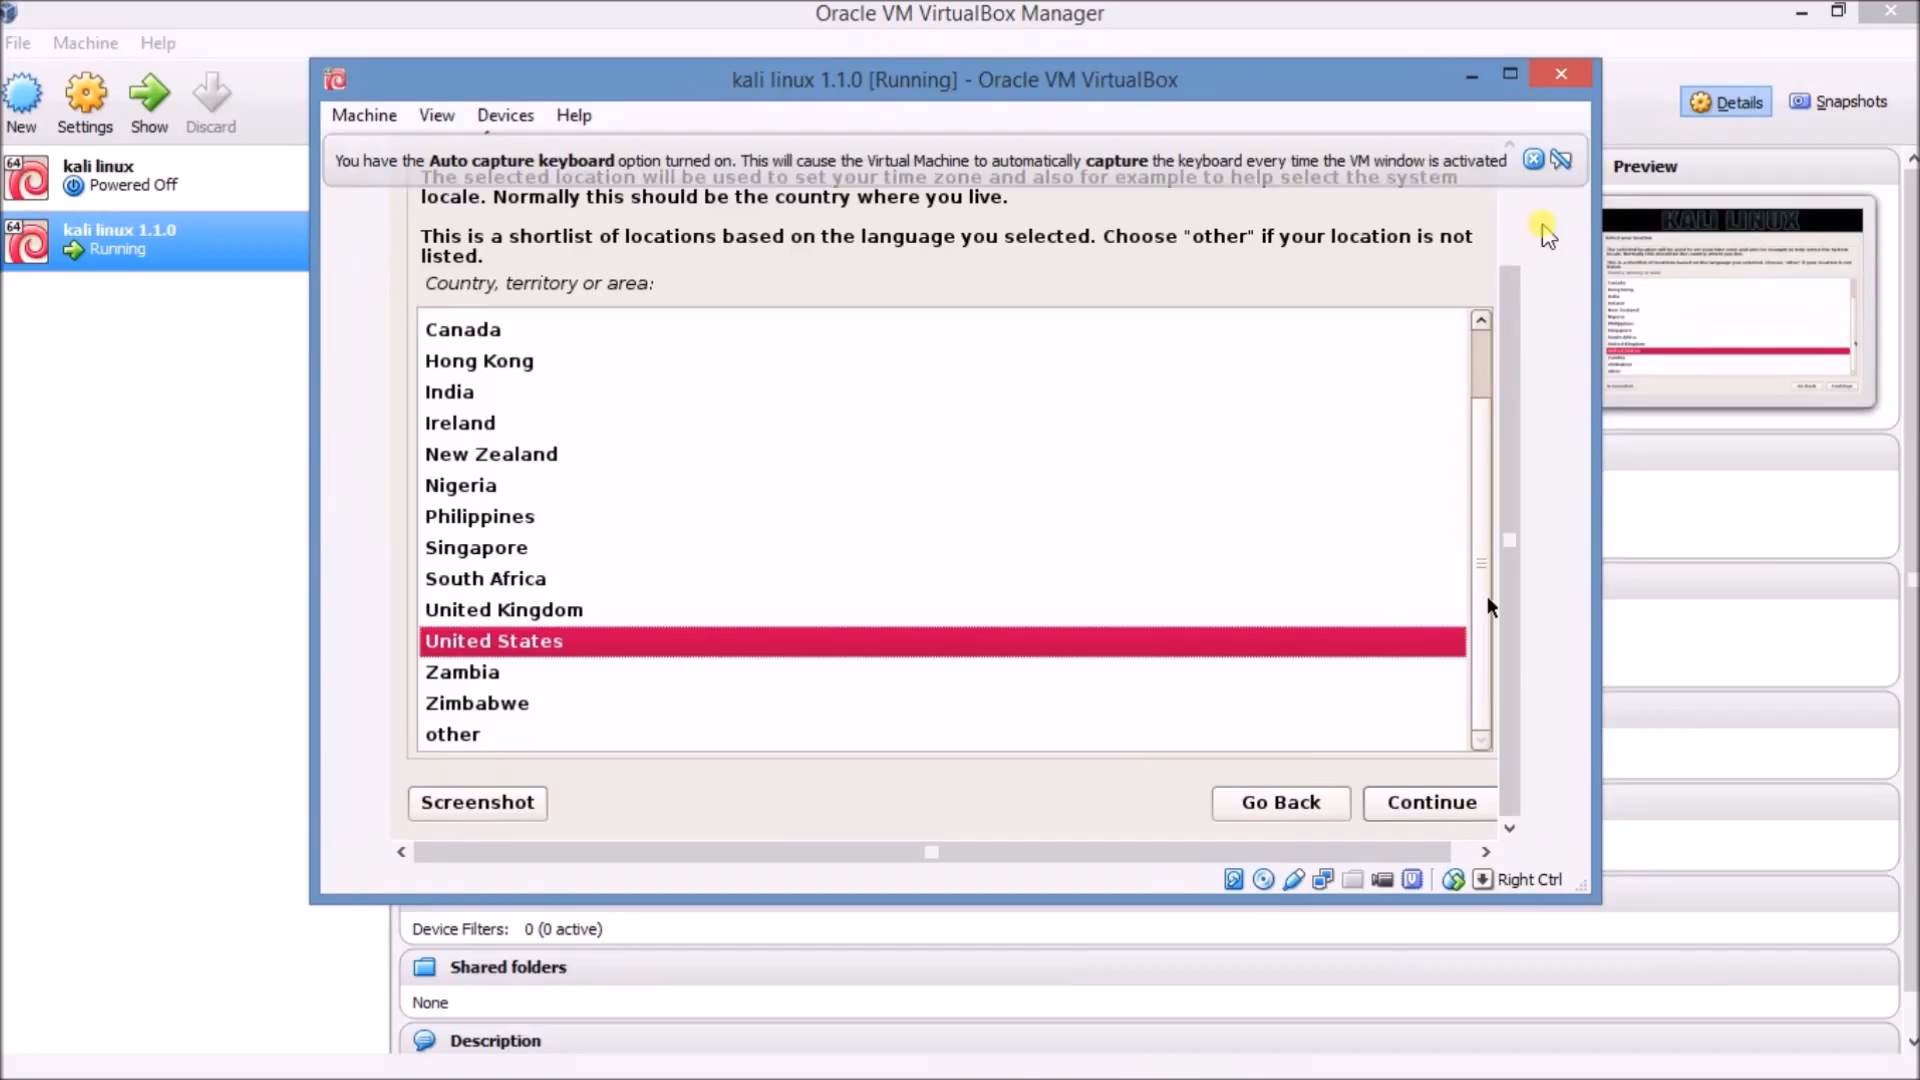 Oracle VM VirtualBox Manager
File Machine Help
New Settings Show Discard
Details Snapshots
64 kali linux
Powered Off
64 kali linux 1.1.0
Running
kali linux 1.1.0 [Running] - Oracle VM VirtualBox
Machine View Devices Help
You have the Auto capture keyboard option turned on. This will cause the Virtual Machine to automatically capture the keyboard every time the VM window is activated
The selected location will be used to set your time zone and also for example to help select the system
locale. Normally this should be the country where you live.
This is a shortlist of locations based on the language you selected. Choose "other" if your location is not
listed.
Country, territory or area:
Canada
Hong Kong
India
Ireland
New Zealand
Nigeria
Philippines
Singapore
South Africa
United Kingdom
United States
Zambia
Zimbabwe
other
Screenshot Go Back Continue
Right Ctrl
Preview
KALI LINUX
Device Filters: 0 (0 active)
Shared folders
None
Description